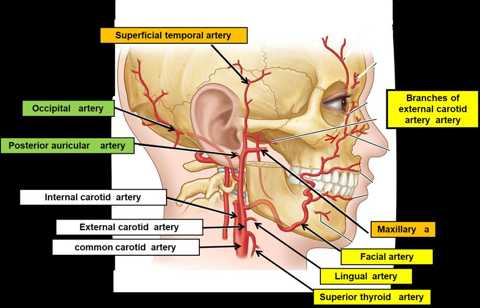 Superficial temporal artery
Branches of
external carotid
artery artery
Occipital artery
Posterior auricular artery
Internal carotid artery
External carotid artery
common carotid artery
Maxillary a
Facial artery
Lingual artery
Superior thyroid artery